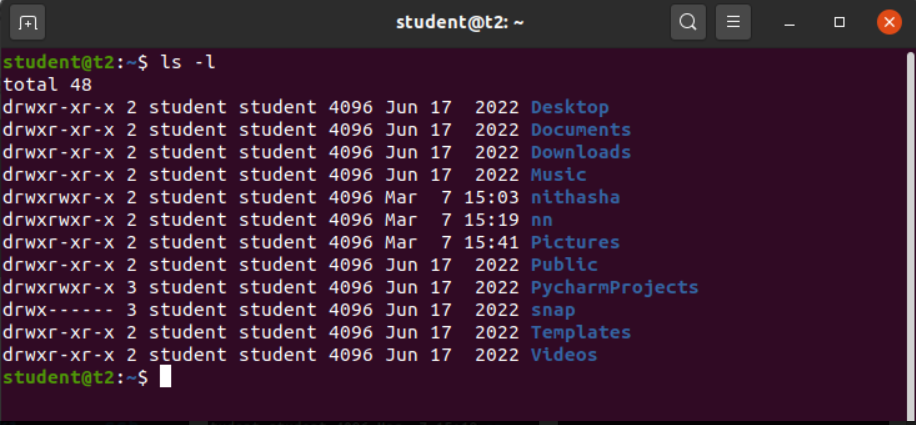 student@t2: ~
student@t2:~$ ls -l
total 48
drwxr-xr-x 2 student student 4096 Jun 17  2022 Desktop
drwxr-xr-x 2 student student 4096 Jun 17  2022 Documents
drwxr-xr-x 2 student student 4096 Jun 17  2022 Downloads
drwxr-xr-x 2 student student 4096 Jun 17  2022 Music
drwxrwxr-x 2 student student 4096 Mar  7 15:03 nithasha
drwxrwxr-x 2 student student 4096 Mar  7 15:19 nn
drwxr-xr-x 2 student student 4096 Mar  7 15:41 Pictures
drwxr-xr-x 2 student student 4096 Jun 17  2022 Public
drwxrwxr-x 3 student student 4096 Jun 17  2022 PycharmProjects
drwx------ 3 student student 4096 Jun 17  2022 snap
drwxr-xr-x 2 student student 4096 Jun 17  2022 Templates
drwxr-xr-x 2 student student 4096 Jun 17  2022 Videos
student@t2:~$